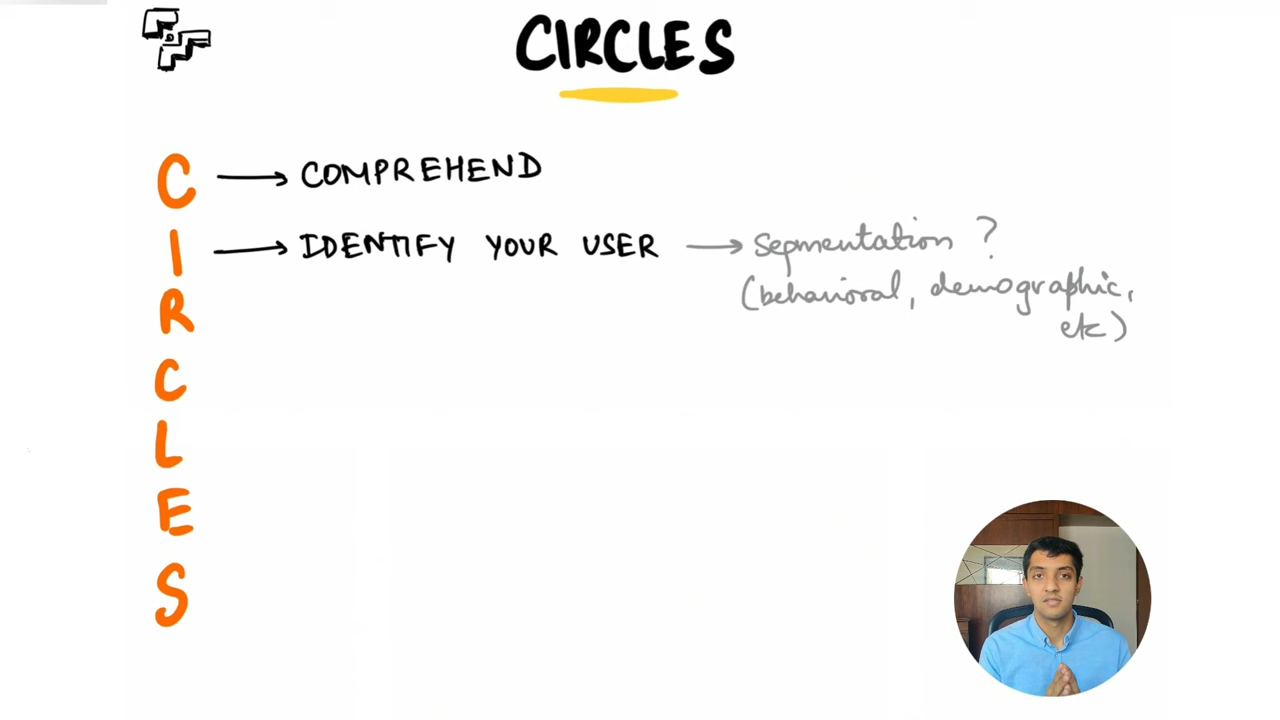 CIRCLES
C → COMPREHEND
I → IDENTIFY YOUR USER → Segmentation ?
(behavioral, demographic,
etc)
R
C
L
E
S